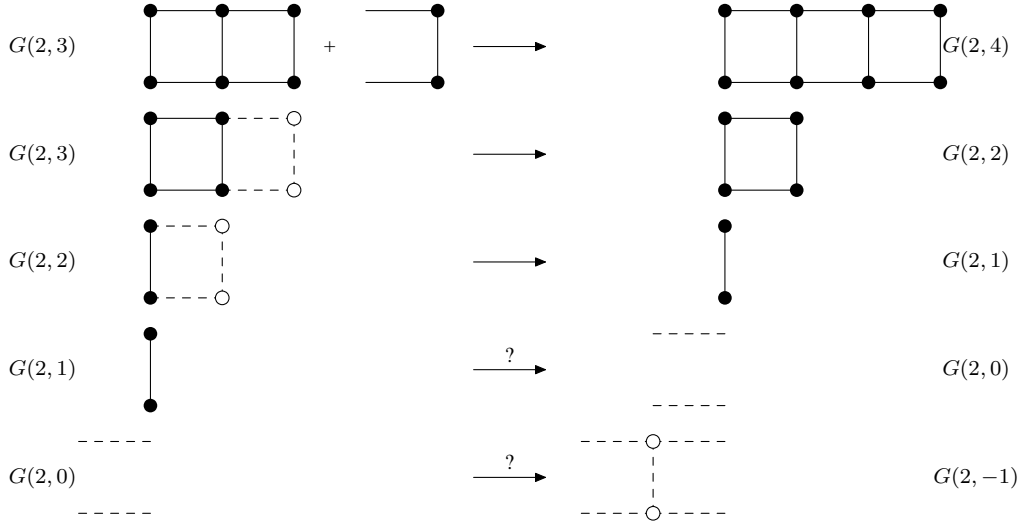 G(2, 3) + G(2, 4)
G(2, 3) G(2, 2)
G(2, 2) G(2, 1)
G(2, 1) ? G(2, 0)
G(2, 0) ? G(2, −1)